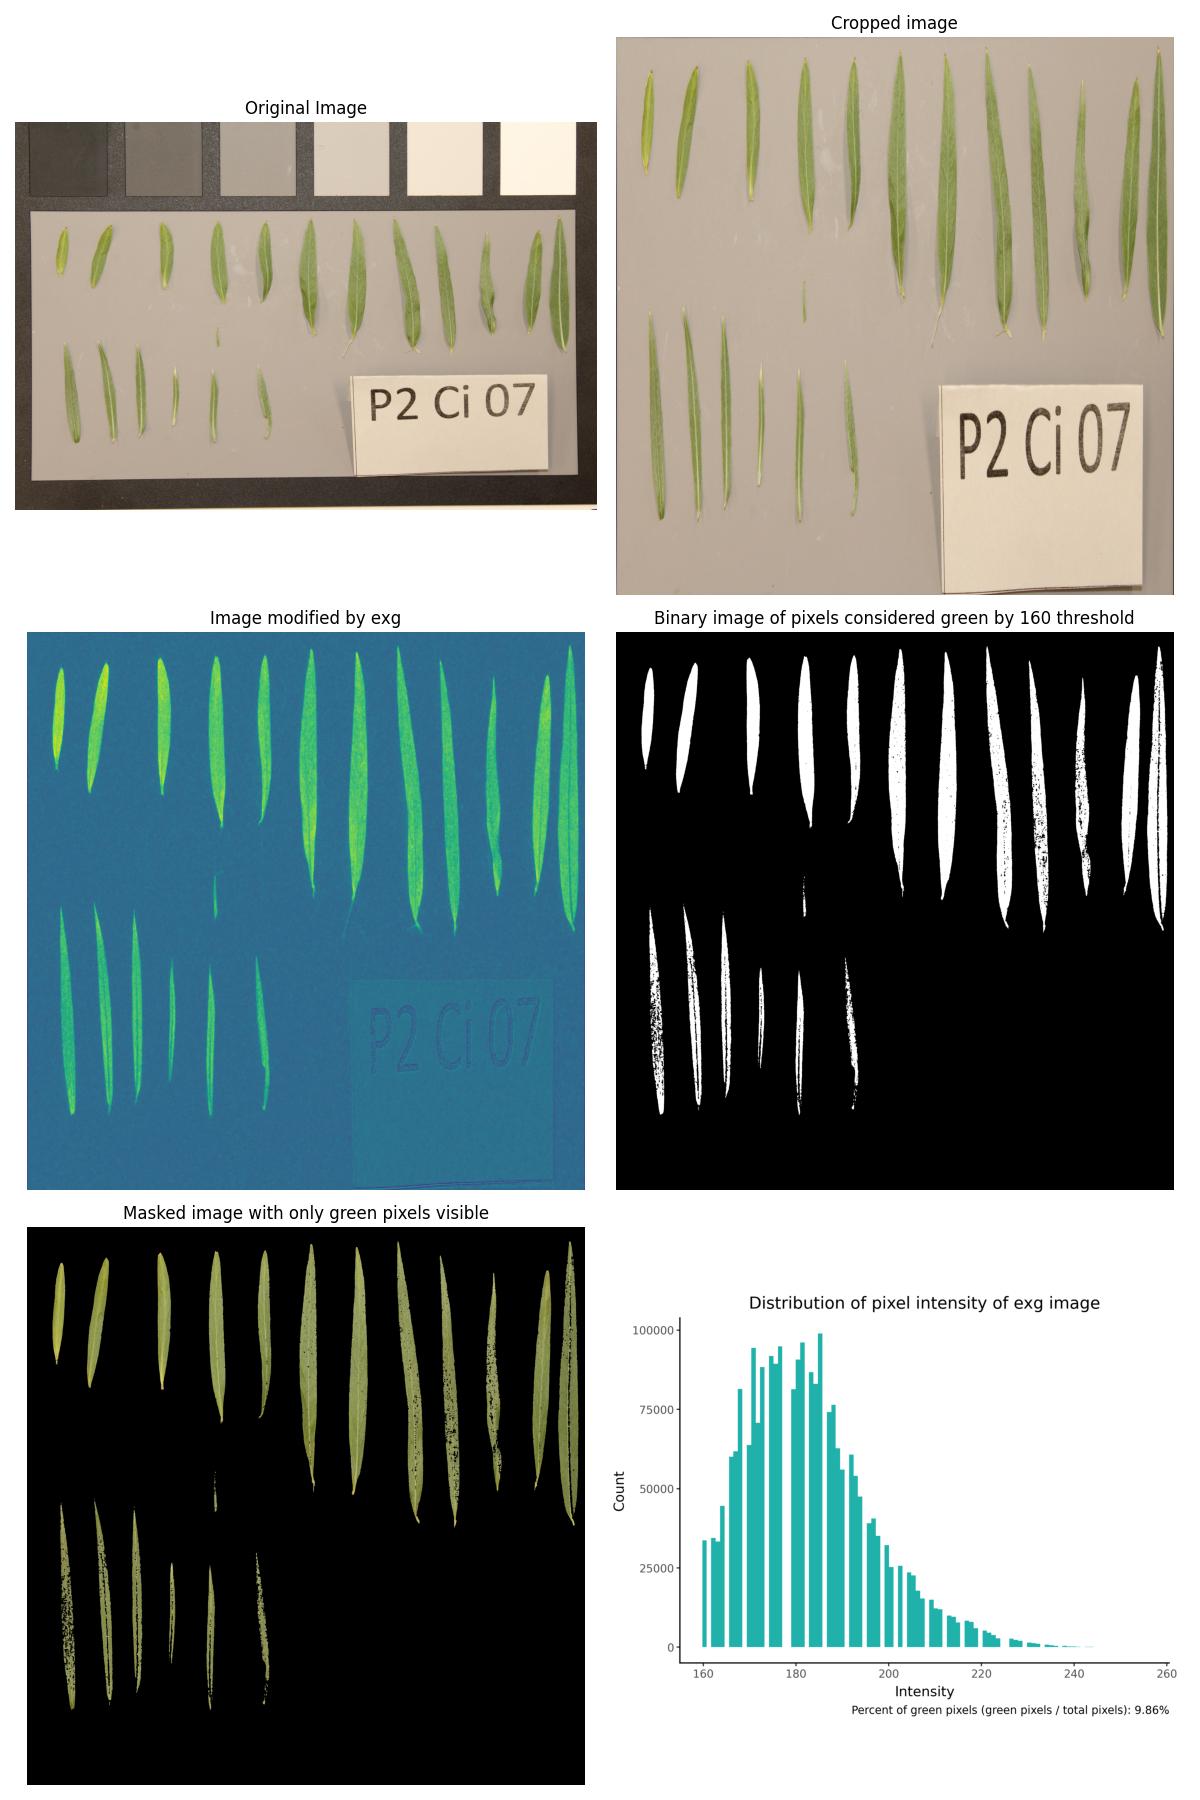 Cropped image
Original Image
P2 Ci 07
P2 Ci 07
Image modified by exg
Binary image of pixels considered green by 160 threshold
P2 Ci 07
Masked image with only green pixels visible
Distribution of pixel intensity of exg image
100000
75000
50000
25000
0
Count
160 180 200 220 240 260
Intensity
Percent of green pixels (green pixels / total pixels): 9.86%